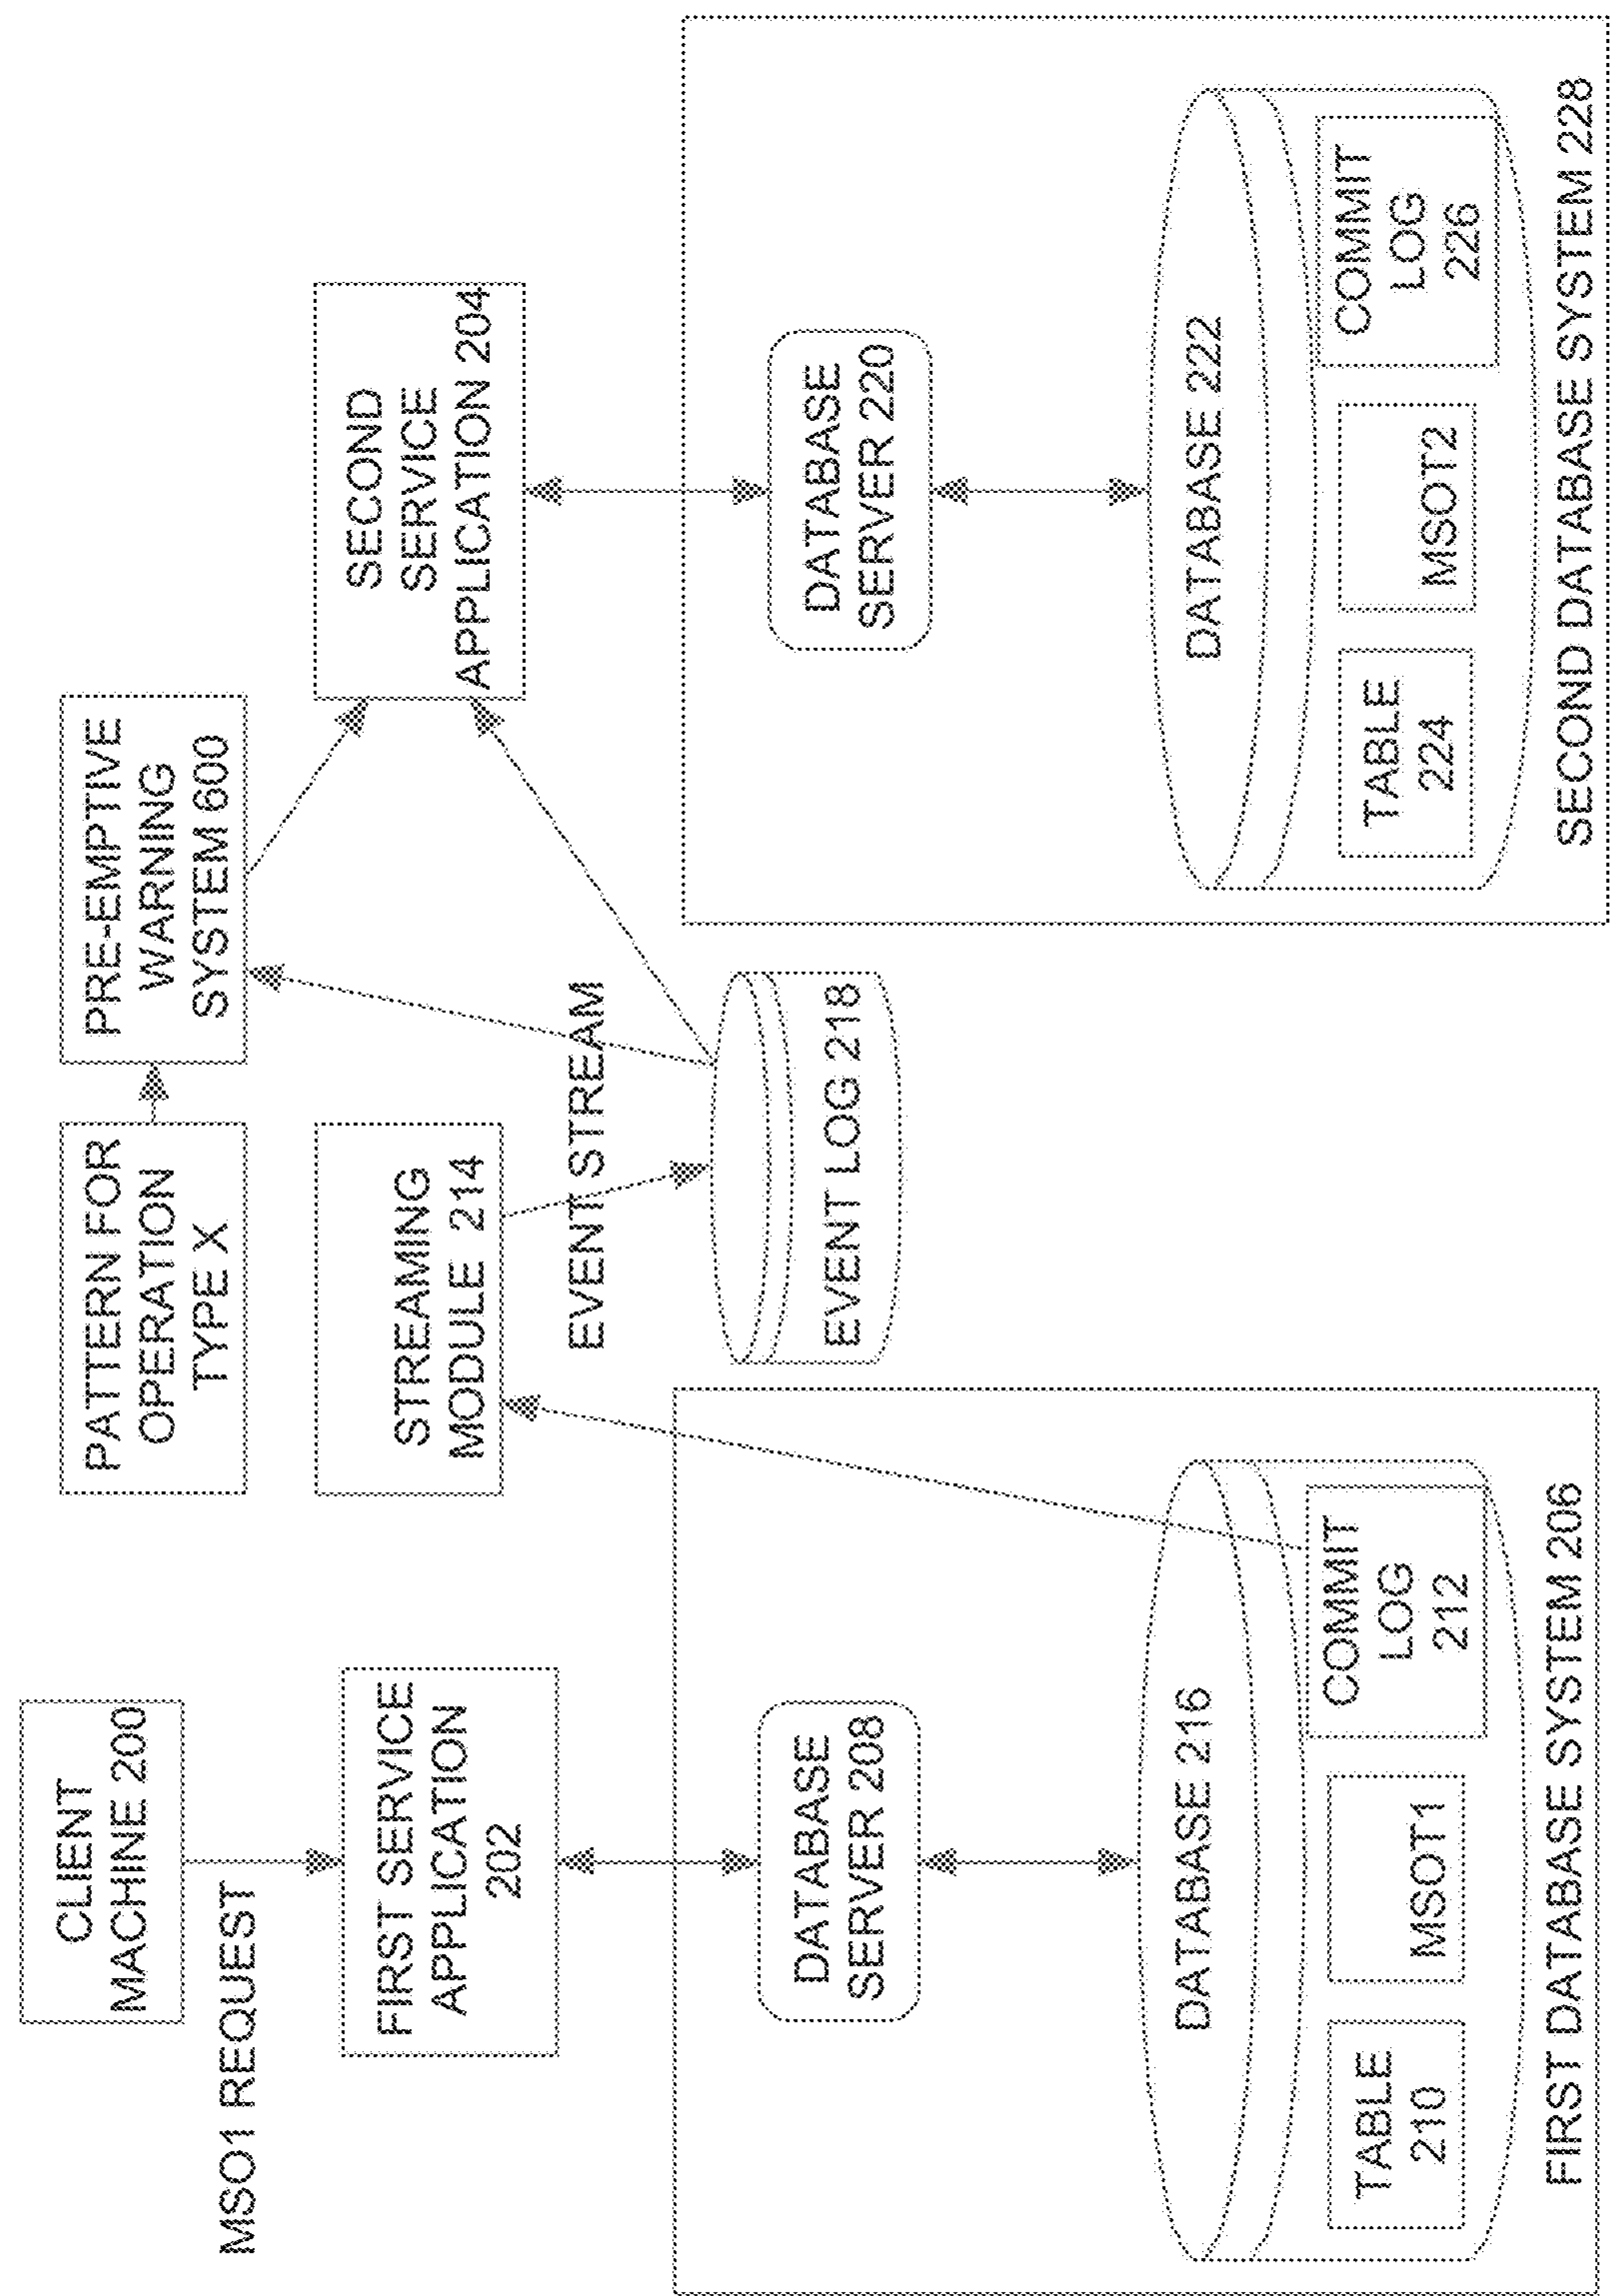 CLIENT
MACHINE 200
MSO1 REQUEST
FIRST SERVICE
APPLICATION
202
DATABASE
SERVER 208
DATABASE 216
TABLE
210
MSOT1
COMMIT
LOG
212
FIRST DATABASE SYSTEM 206
PATTERN FOR
OPERATION
TYPE X
PRE-EMPTIVE
WARNING
SYSTEM 600
STREAMING
MODULE 214
EVENT STREAM
EVENT LOG 218
SECOND
SERVICE
APPLICATION 204
DATABASE
SERVER 220
DATABASE 222
TABLE
224
MSOT2
COMMIT
LOG
226
SECOND DATABASE SYSTEM 228